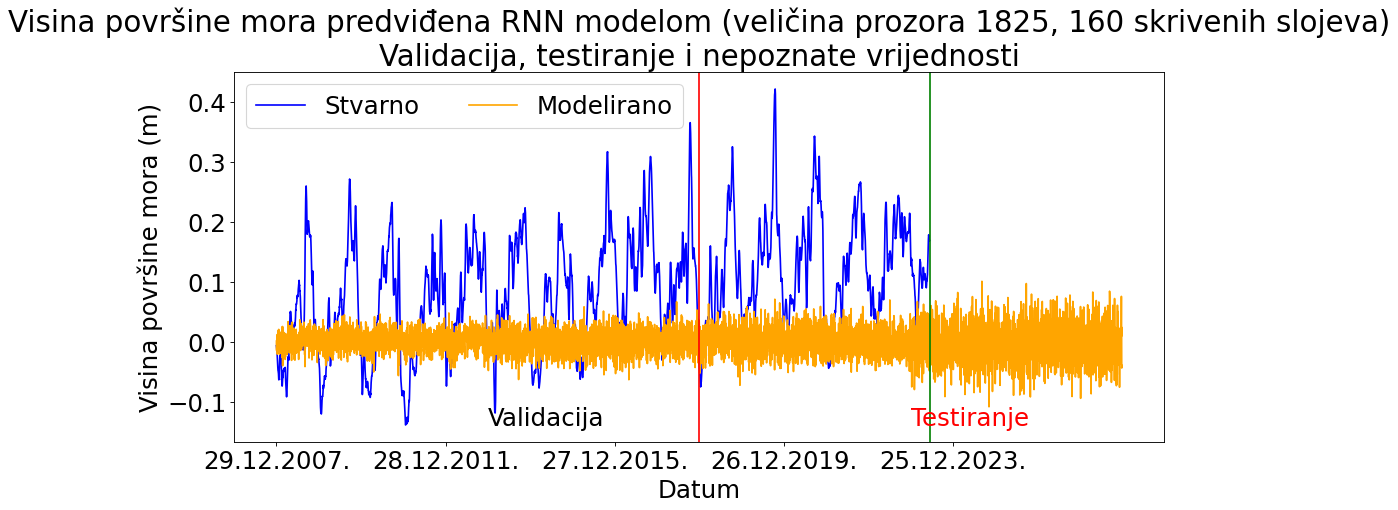 Visina površine mora predviđena RNN modelom (veličina prozora 1825, 160 skrivenih slojeva)
Validacija, testiranje i nepoznate vrijednosti
Stvarno
Modelirano
Visina površine mora (m)
0.4
0.3
0.2
0.1
0.0
−0.1
Validacija
Testiranje
29.12.2007.
28.12.2011.
27.12.2015.
26.12.2019.
25.12.2023.
Datum